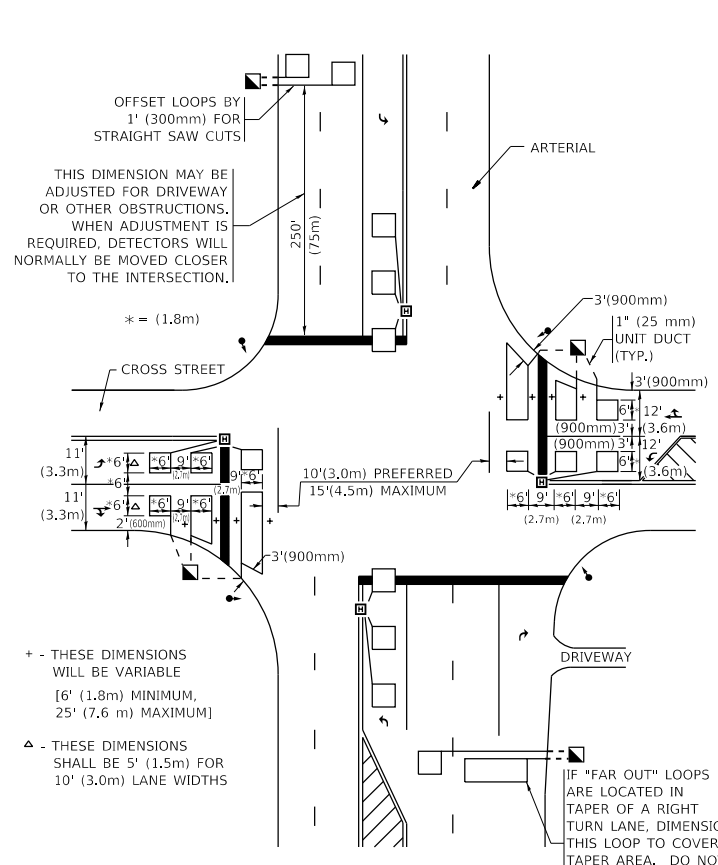 OFFSET LOOPS BY
1' (300mm) FOR
STRAIGHT SAW CUTS
ARTERIAL
THIS DIMENSION MAY BE
ADJUSTED FOR DRIVEWAY
OR OTHER OBSTRUCTIONS.
WHEN ADJUSTMENT IS
REQUIRED, DETECTORS WILL
NORMALLY BE MOVED CLOSER
TO THE INTERSECTION.
250'
(75m)
* = (1.8m)
H
CROSS STREET
3'(900mm)
1" (25 mm)
UNIT DUCT
(TYP.)
3'(900mm)
+ + + +
6'*
12'
(3.6m)
(900mm) 3'
(900mm) 3'
12'
6'*
(3.6m)
H
*6' 9' *6' 9' *6'
(2.7m) (2.7m)
H
11'
(3.3m)
*6' △
*6' 9' *6'
(2.7m)
9' *6'
(2.7m)
*6'
11'
(3.3m)
*6' △
*6' 9' *6'
(2.7m)
2'(600mm)
+ + +
10'(3.0m) PREFERRED
15'(4.5m) MAXIMUM
3'(900mm)
H
+ - THESE DIMENSIONS
WILL BE VARIABLE
[6' (1.8m) MINIMUM,
25' (7.6 m) MAXIMUM]
△ - THESE DIMENSIONS
SHALL BE 5' (1.5m) FOR
10' (3.0m) LANE WIDTHS
DRIVEWAY
IF "FAR OUT" LOOPS
ARE LOCATED IN
TAPER OF A RIGHT
TURN LANE, DIMENSIO
THIS LOOP TO COVER
TAPER AREA. DO NO